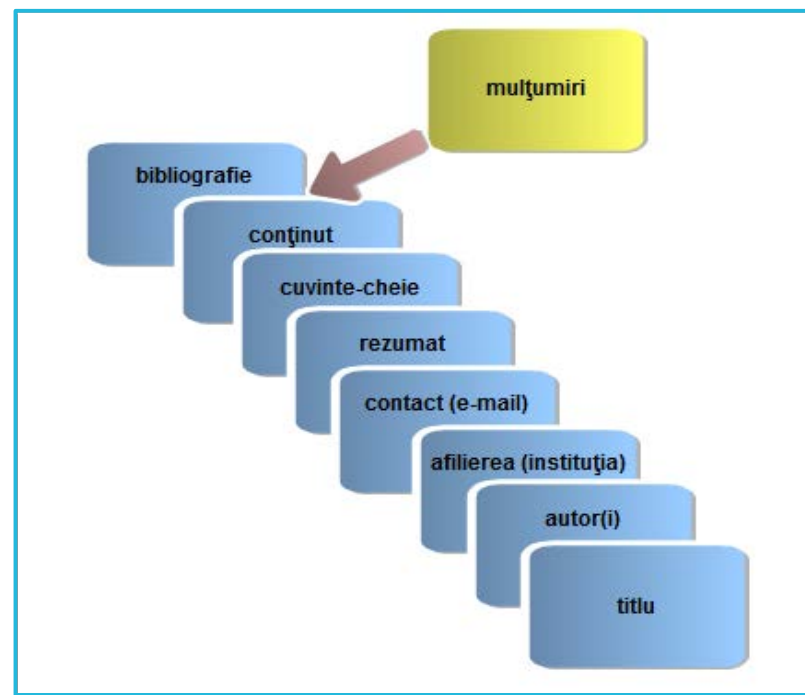 mulţumiri
bibliografie
conţinut
cuvinte-cheie
rezumat
contact (e-mail)
afilierea (instituţia)
autor(i)
titlu